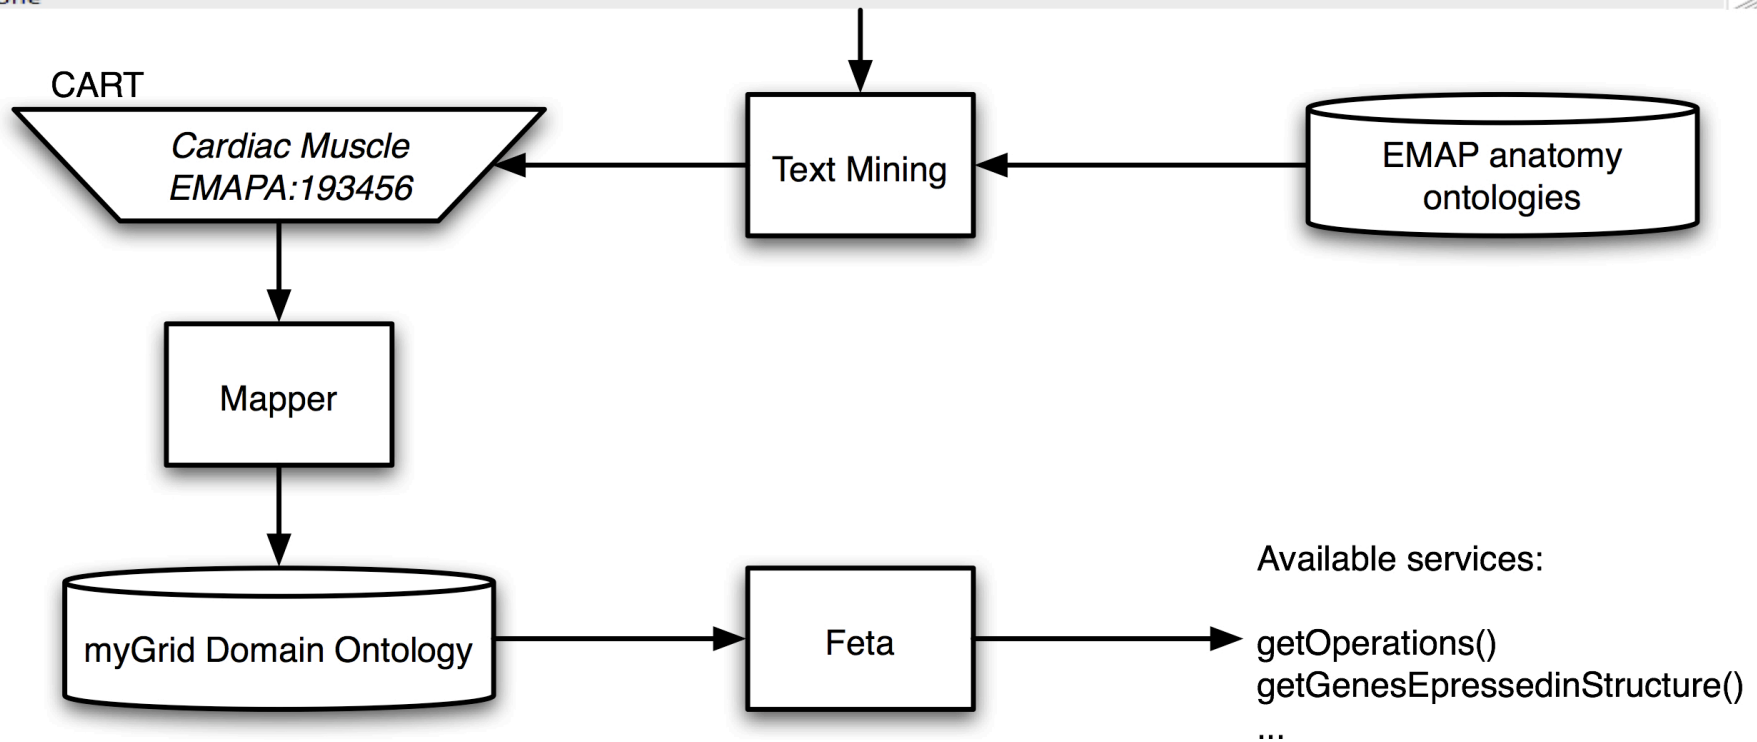 CART
Cardiac Muscle
EMAPA:193456
Text Mining
EMAP anatomy
ontologies
Mapper
myGrid Domain Ontology
Feta
Available services:
getOperations()
getGenesEpressedinStructure()
...